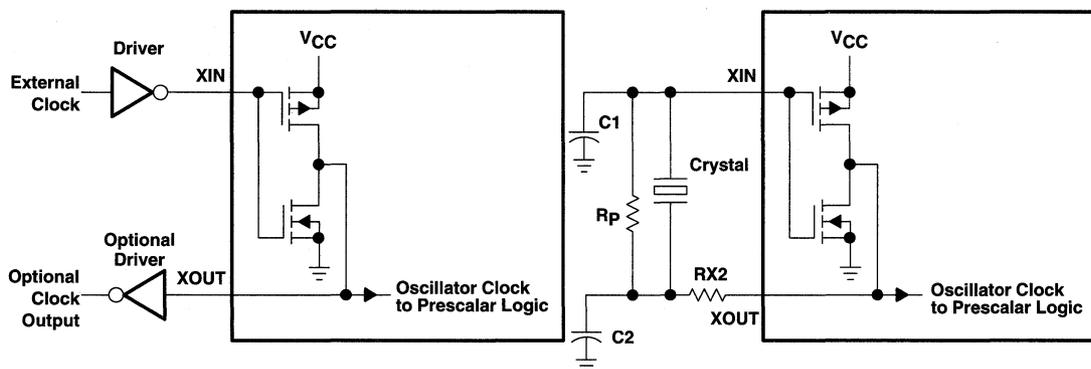 Driver
External
Clock
XIN
VCC
Optional
Driver
Optional
Clock
Output
XOUT
Oscillator Clock
to Prescalar Logic
C1
XIN
VCC
Crystal
RP
RX2
XOUT
C2
Oscillator Clock
to Prescalar Logic